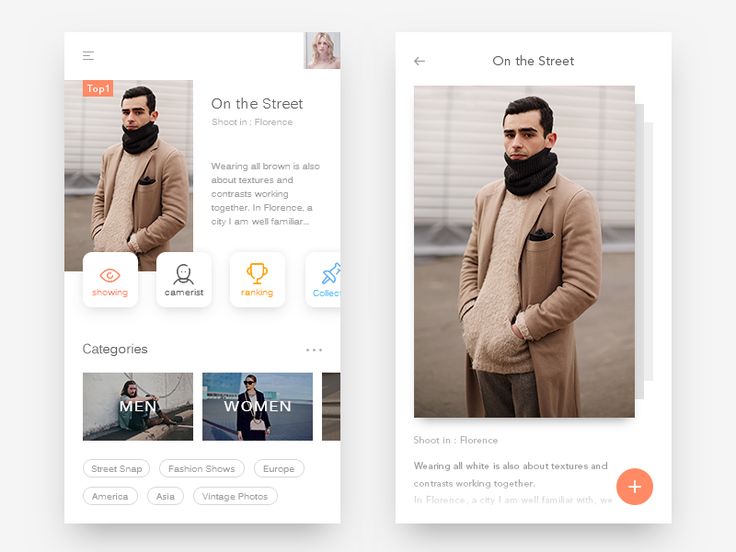 Top1
On the Street
Shoot in : Florence
Wearing all brown is also
about textures and
contrasts working
together. In Florence, a
city I am well familiar...
showing
camerist
ranking
Collect
Categories
MEN
WOMEN
Street Snap
Fashion Shows
Europe
America
Asia
Vintage Photos
On the Street
Shoot in : Florence
Wearing all white is also about textures and
contrasts working together.
In Florence, a city I am well familiar with, we